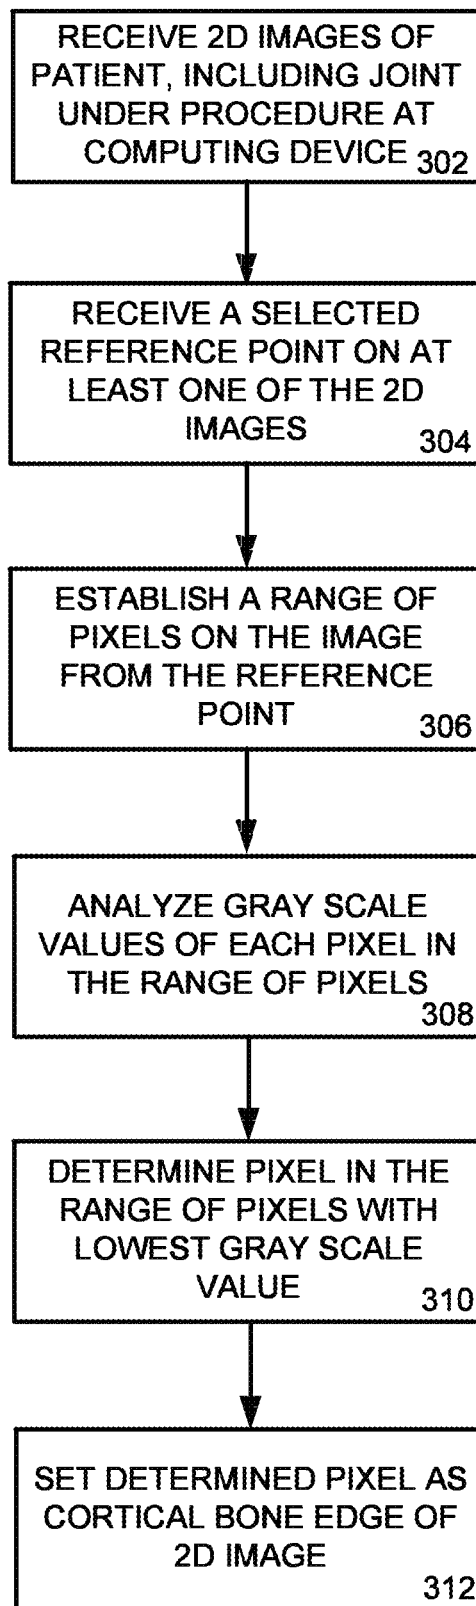 RECEIVE 2D IMAGES OF
PATIENT, INCLUDING JOINT
UNDER PROCEDURE AT
COMPUTING DEVICE 302
RECEIVE A SELECTED
REFERENCE POINT ON AT
LEAST ONE OF THE 2D
IMAGES
304
ESTABLISH A RANGE OF
PIXELS ON THE IMAGE
FROM THE REFERENCE
POINT
306
ANALYZE GRAY SCALE
VALUES OF EACH PIXEL IN
THE RANGE OF PIXELS
308
DETERMINE PIXEL IN THE
RANGE OF PIXELS WITH
LOWEST GRAY SCALE
VALUE
310
SET DETERMINED PIXEL AS
CORTICAL BONE EDGE OF
2D IMAGE
312